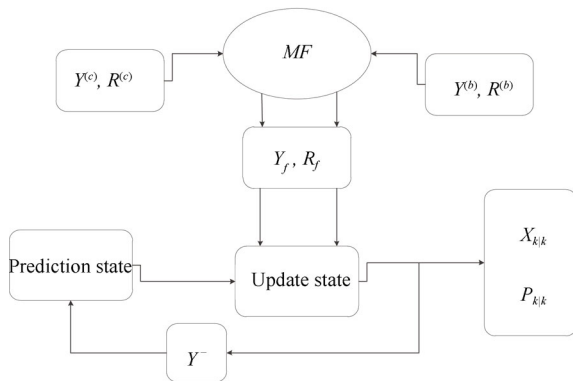 MF
Y(c), R(c)
Y(b), R(b)
Yf, Rf
Prediction state
Update state
Xk|k
Pk|k
Y−